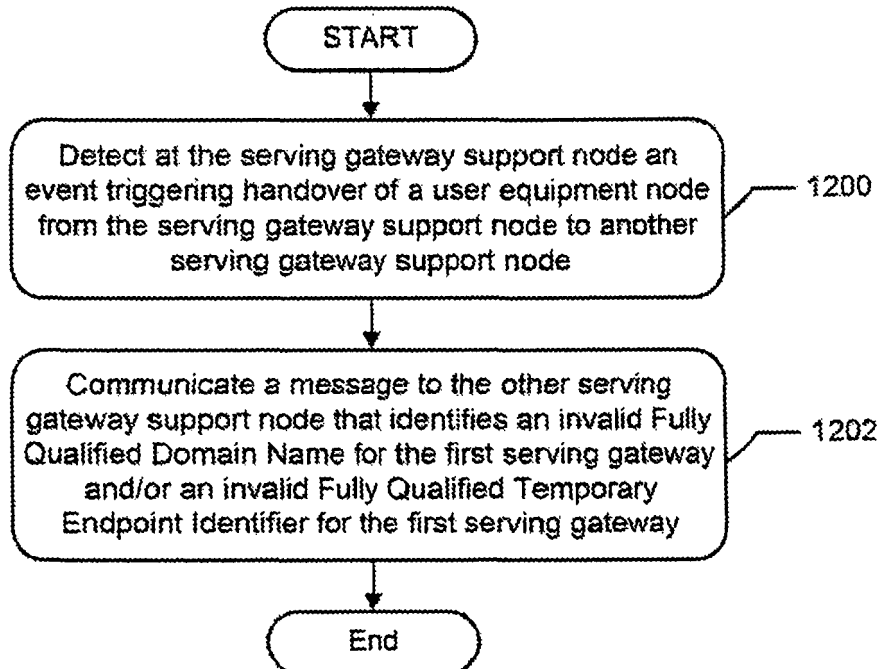 START
Detect at the serving gateway support node an
event triggering handover of a user equipment node
from the serving gateway support node to another
serving gateway support node
1200
Communicate a message to the other serving
gateway support node that identifies an invalid Fully
Qualified Domain Name for the first serving gateway
and/or an invalid Fully Qualified Temporary
Endpoint Identifier for the first serving gateway
1202
End